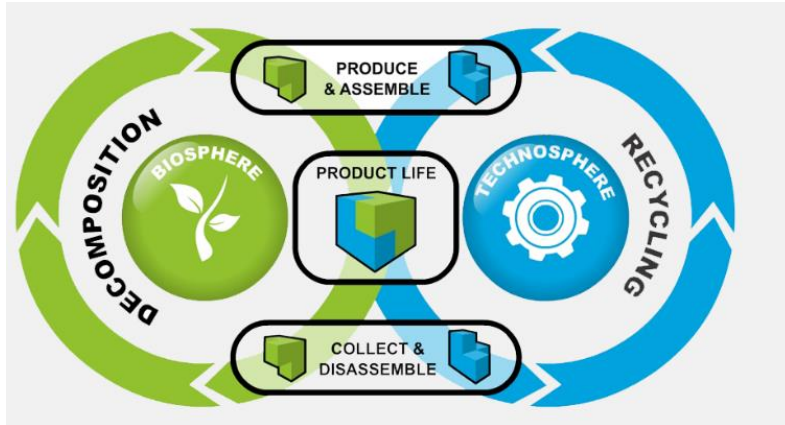 PRODUCE
& ASSEMBLE
DECOMPOSITION
BIOSPHERE
PRODUCT LIFE
TECHNOSPHERE
RECYCLING
COLLECT &
DISASSEMBLE